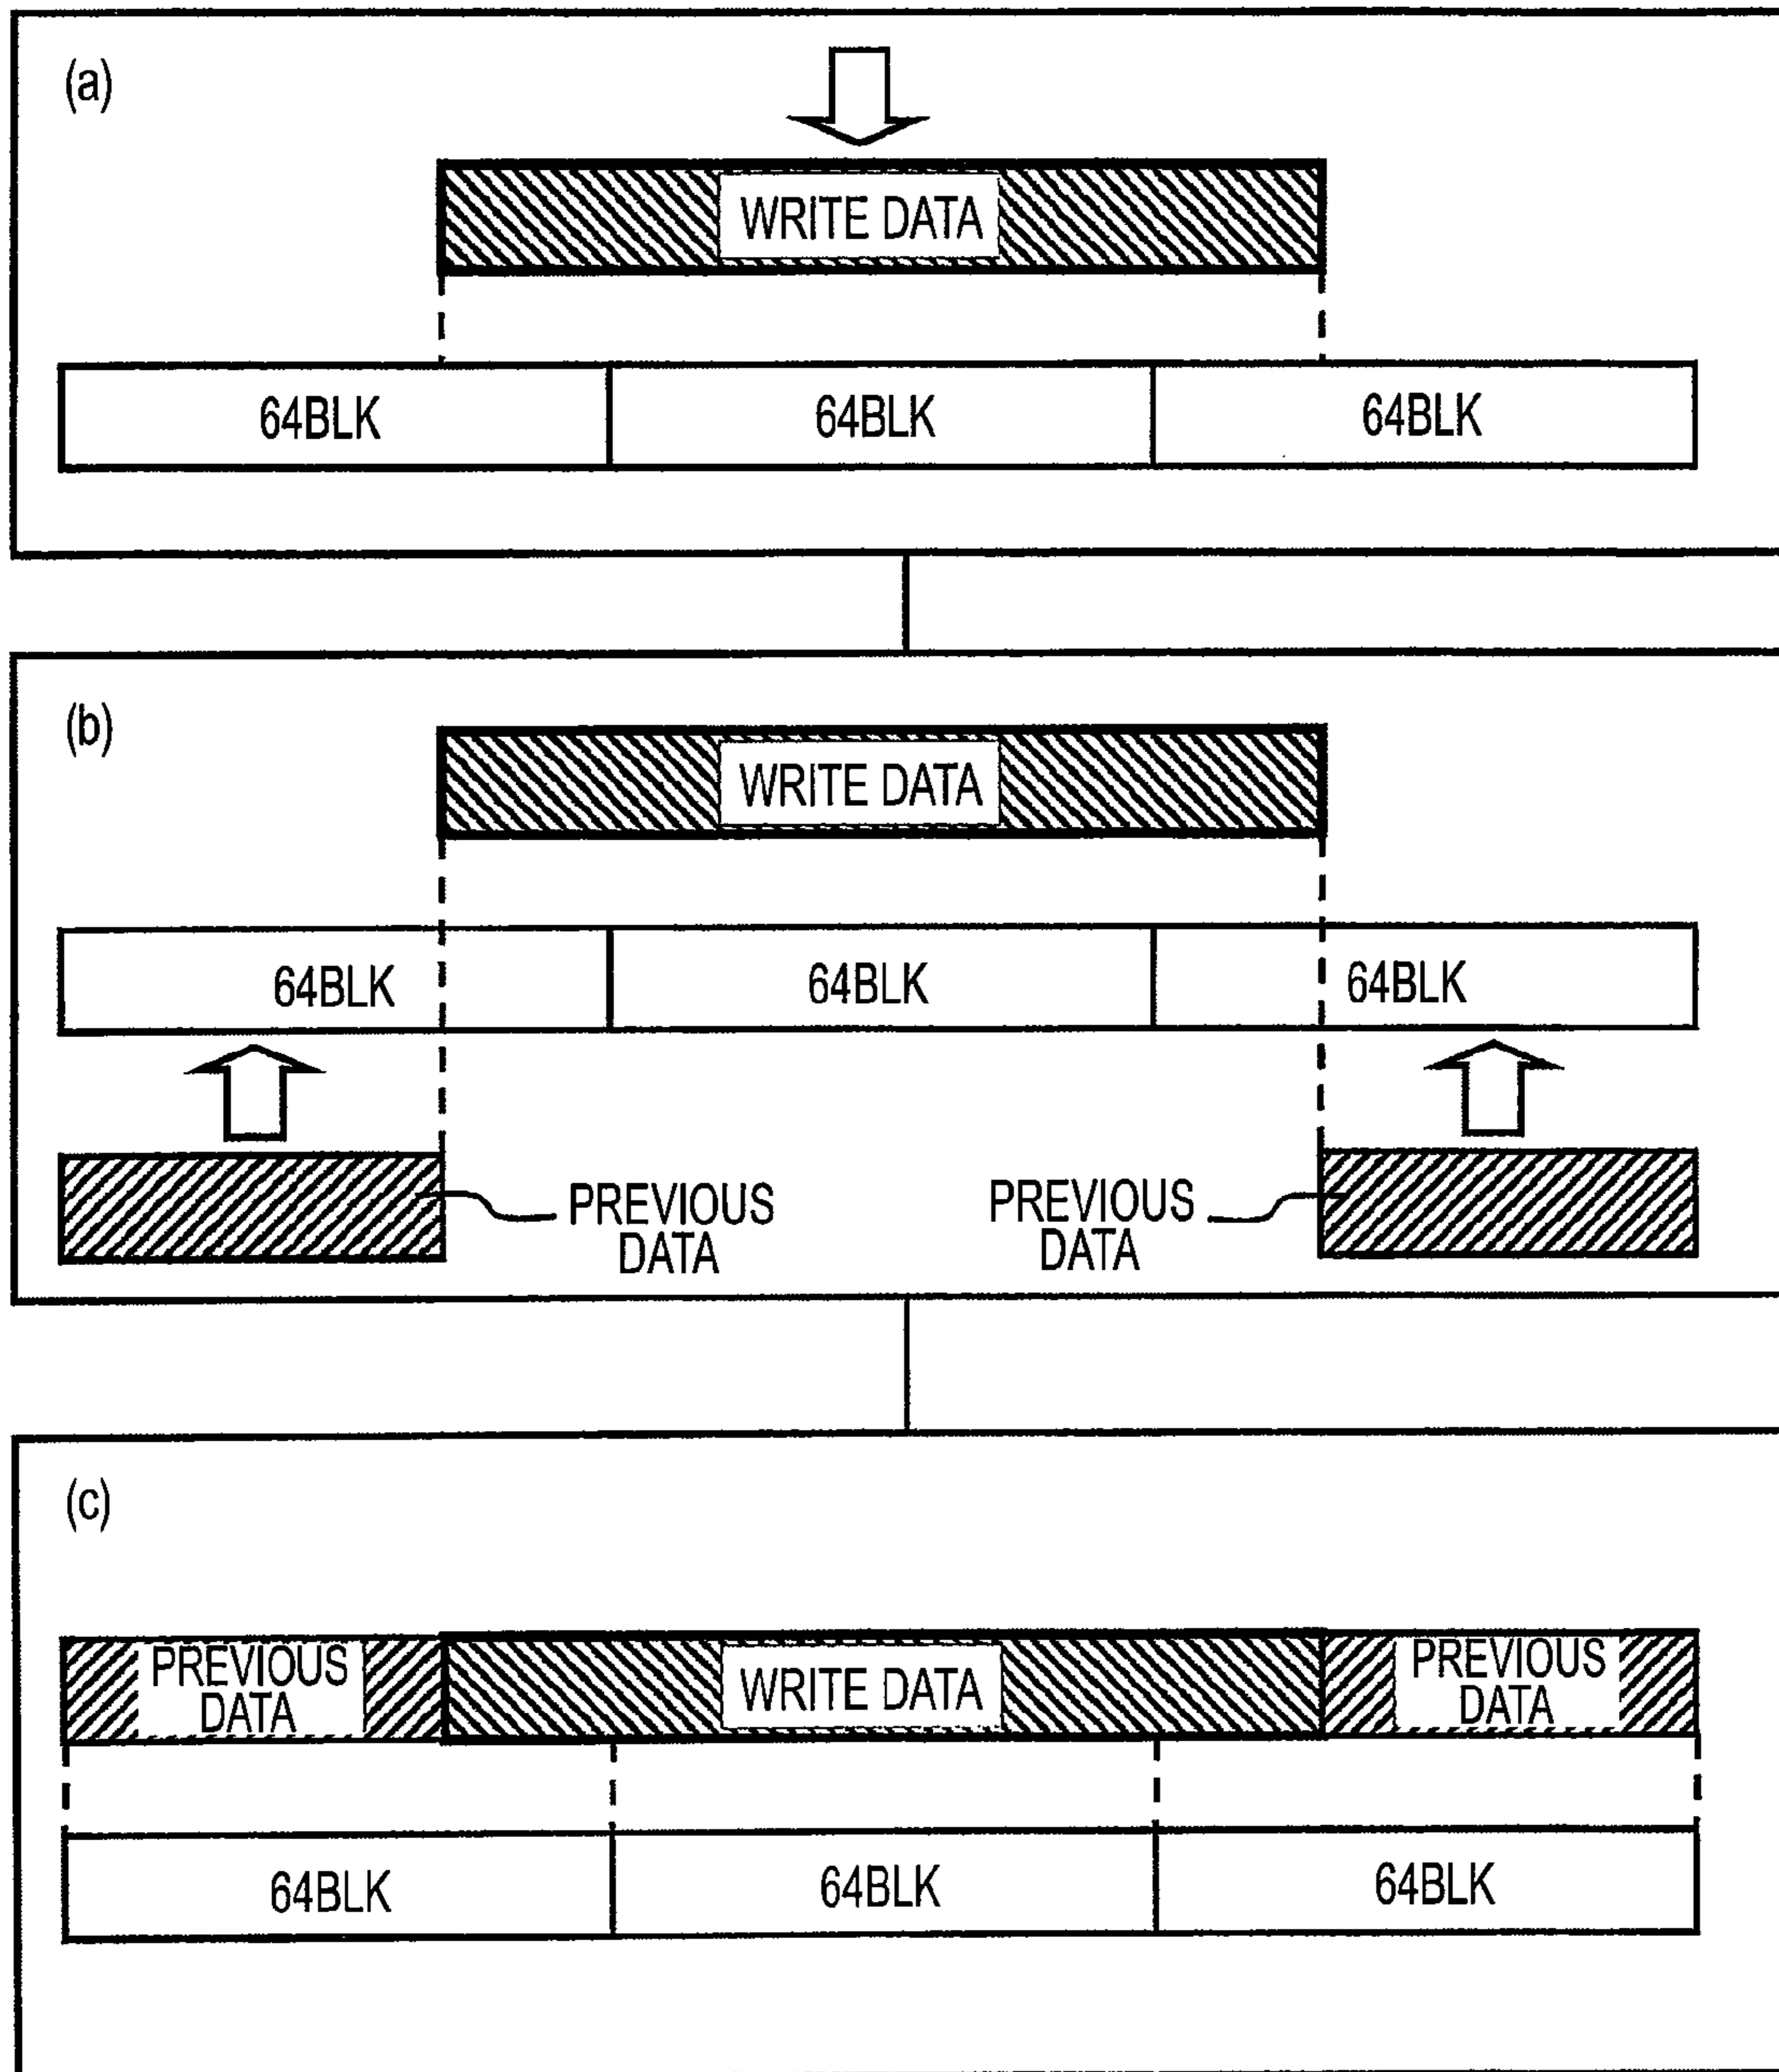 (a)
WRITE DATA
64BLK 64BLK 64BLK
(b)
WRITE DATA
64BLK 64BLK 64BLK
PREVIOUS PREVIOUS
DATA DATA
(c)
PREVIOUS WRITE DATA PREVIOUS
DATA DATA
64BLK 64BLK 64BLK